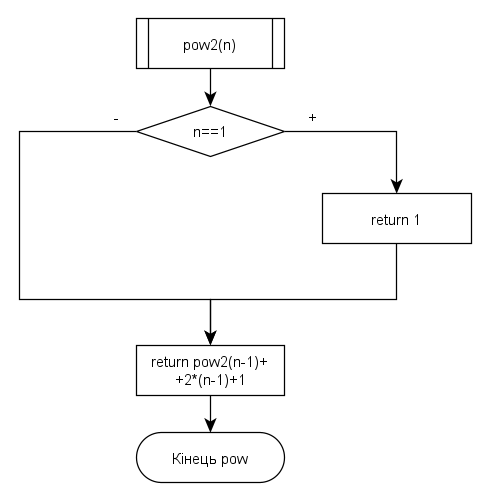 pow2(n)
-
n==1
+
return 1
return pow2(n-1)+
+2*(n-1)+1
Кінець pow